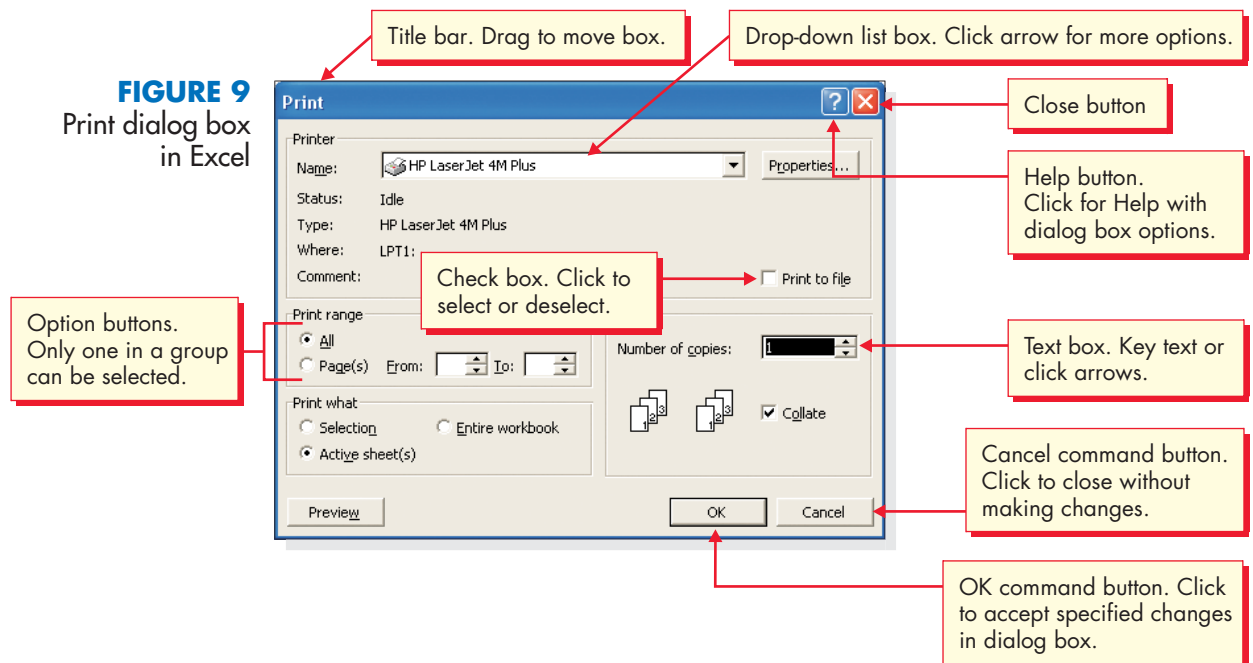 Title bar. Drag to move box.
Drop-down list box. Click arrow for more options.
FIGURE 9
Print dialog box
in Excel
Print
Close button
Printer
Name:
HP LaserJet 4M Plus
Properties...
Status:
Idle
Type:
HP LaserJet 4M Plus
Where:
LPT1:
Comment:
Print to file
Help button.
Click for Help with
dialog box options.
Check box. Click to
select or deselect.
Option buttons.
Only one in a group
can be selected.
Print range
All
Page(s)
From:
To:
Number of copies:
1
Text box. Key text or
click arrows.
Print what
Selection
Entire workbook
Active sheet(s)
1 2 3
1 2 3
Collate
Cancel command button.
Click to close without
making changes.
Preview
OK
Cancel
OK command button. Click
to accept specified changes
in dialog box.